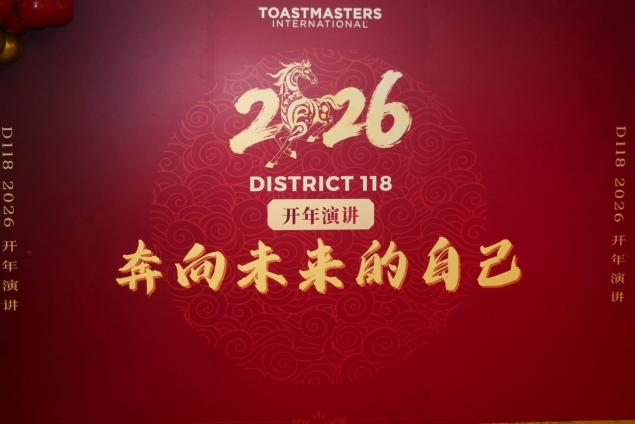 TOASTMASTERS
INTERNATIONAL
2026
DISTRICT 118
开年演讲
奔向未来的自己
D118 2026 开年演讲
D118 2026 开年演讲